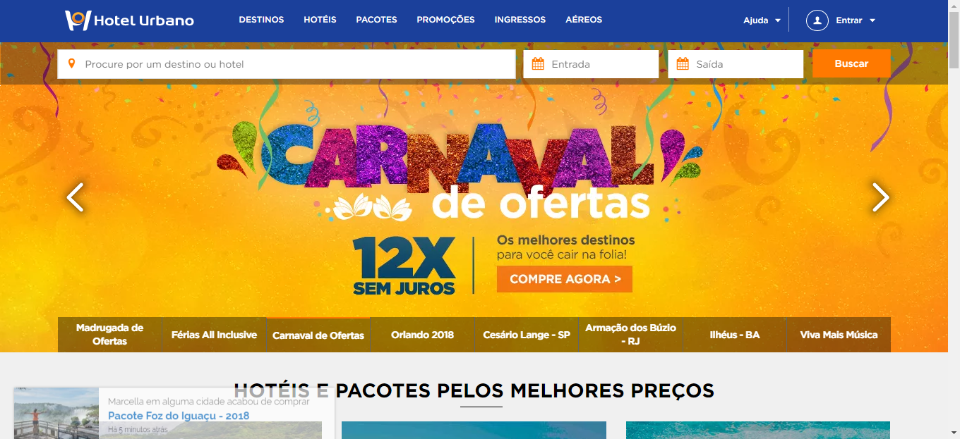 Hotel Urbano
DESTINOS HOTÉIS PACOTES PROMOÇÕES INGRESSOS AÉREOS
Ajuda Entrar
Procure por um destino ou hotel
Entrada
Saída
Buscar
CARNAVAL
de ofertas
12X
SEM JUROS
Os melhores destinos
para você cair na folia!
COMPRE AGORA >
Madrugada de
Ofertas
Férias All Inclusive
Carnaval de Ofertas
Orlando 2018
Cesário Lange - SP
Armação dos Búzio
- RJ
Ilhéus - BA
Viva Mais Música
HOTÉIS E PACOTES PELOS MELHORES PREÇOS
Marcella em alguma cidade acabou de comprar
Pacote Foz do Iguaçu - 2018
Há 5 minutos atrás